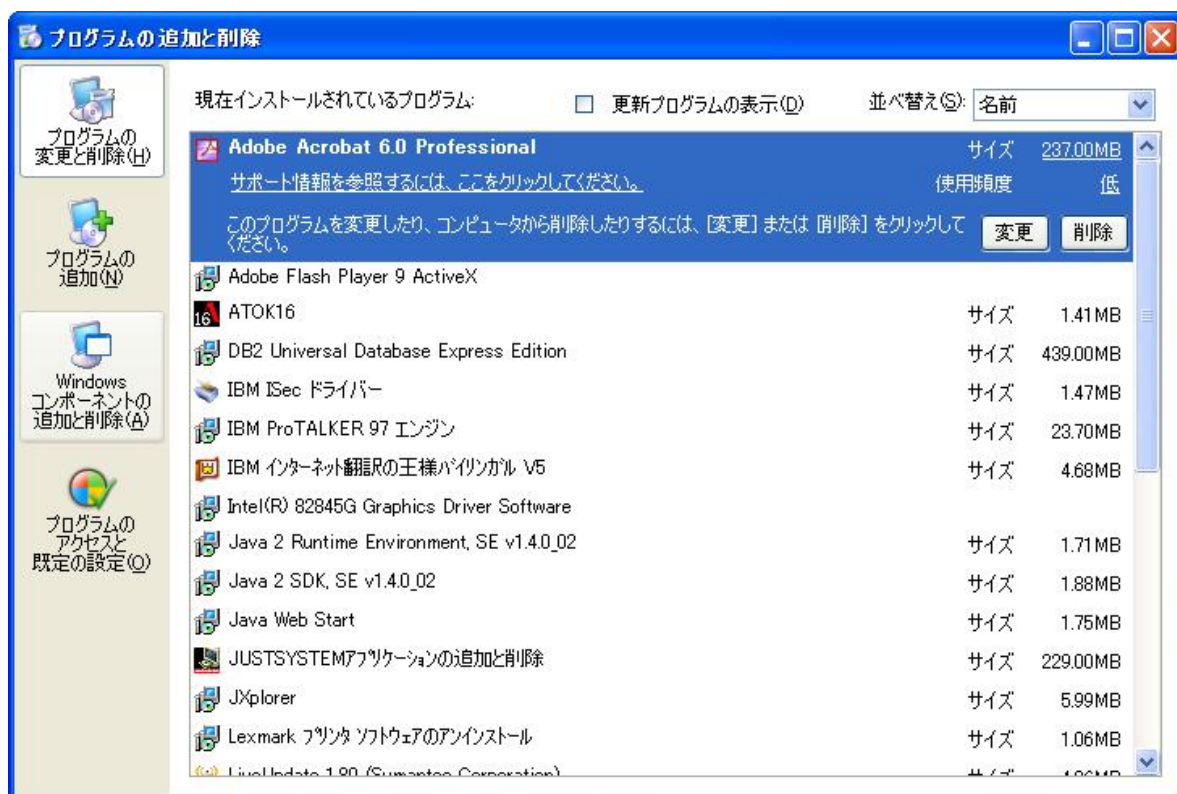 プログラムの追加と削除
プログラムの
変更と削除(H)
プログラムの
追加(N)
Windows
コンポーネントの
追加と削除(A)
プログラムの
アクセスと
既定の設定(O)
現在インストールされているプログラム:
更新プログラムの表示(D)
並べ替え(S): 名前
Adobe Acrobat 6.0 Professional サイズ 237.00MB
サポート情報を参照するには、ここをクリックしてください。 使用頻度 低
このプログラムを変更したり、コンピュータから削除したりするには、[変更] または [削除] をクリックして
ください。
変更 削除
Adobe Flash Player 9 ActiveX
ATOK16 サイズ 1.41MB
DB2 Universal Database Express Edition サイズ 439.00MB
IBM ISec ドライバー サイズ 1.47MB
IBM ProTALKER 97 エンジン サイズ 23.70MB
IBM インターネット翻訳の王様バイリンガル V5 サイズ 4.68MB
Intel(R) 82845G Graphics Driver Software
Java 2 Runtime Environment, SE v1.4.0_02 サイズ 1.71MB
Java 2 SDK, SE v1.4.0_02 サイズ 1.88MB
Java Web Start サイズ 1.75MB
JUSTSYSTEMアプリケーションの追加と削除 サイズ 229.00MB
JXplorer サイズ 5.99MB
Lexmark プリンタ ソフトウェアのアンインストール サイズ 1.06MB
LiveUpdate 1.80 (Symantec Corporation) サイズ